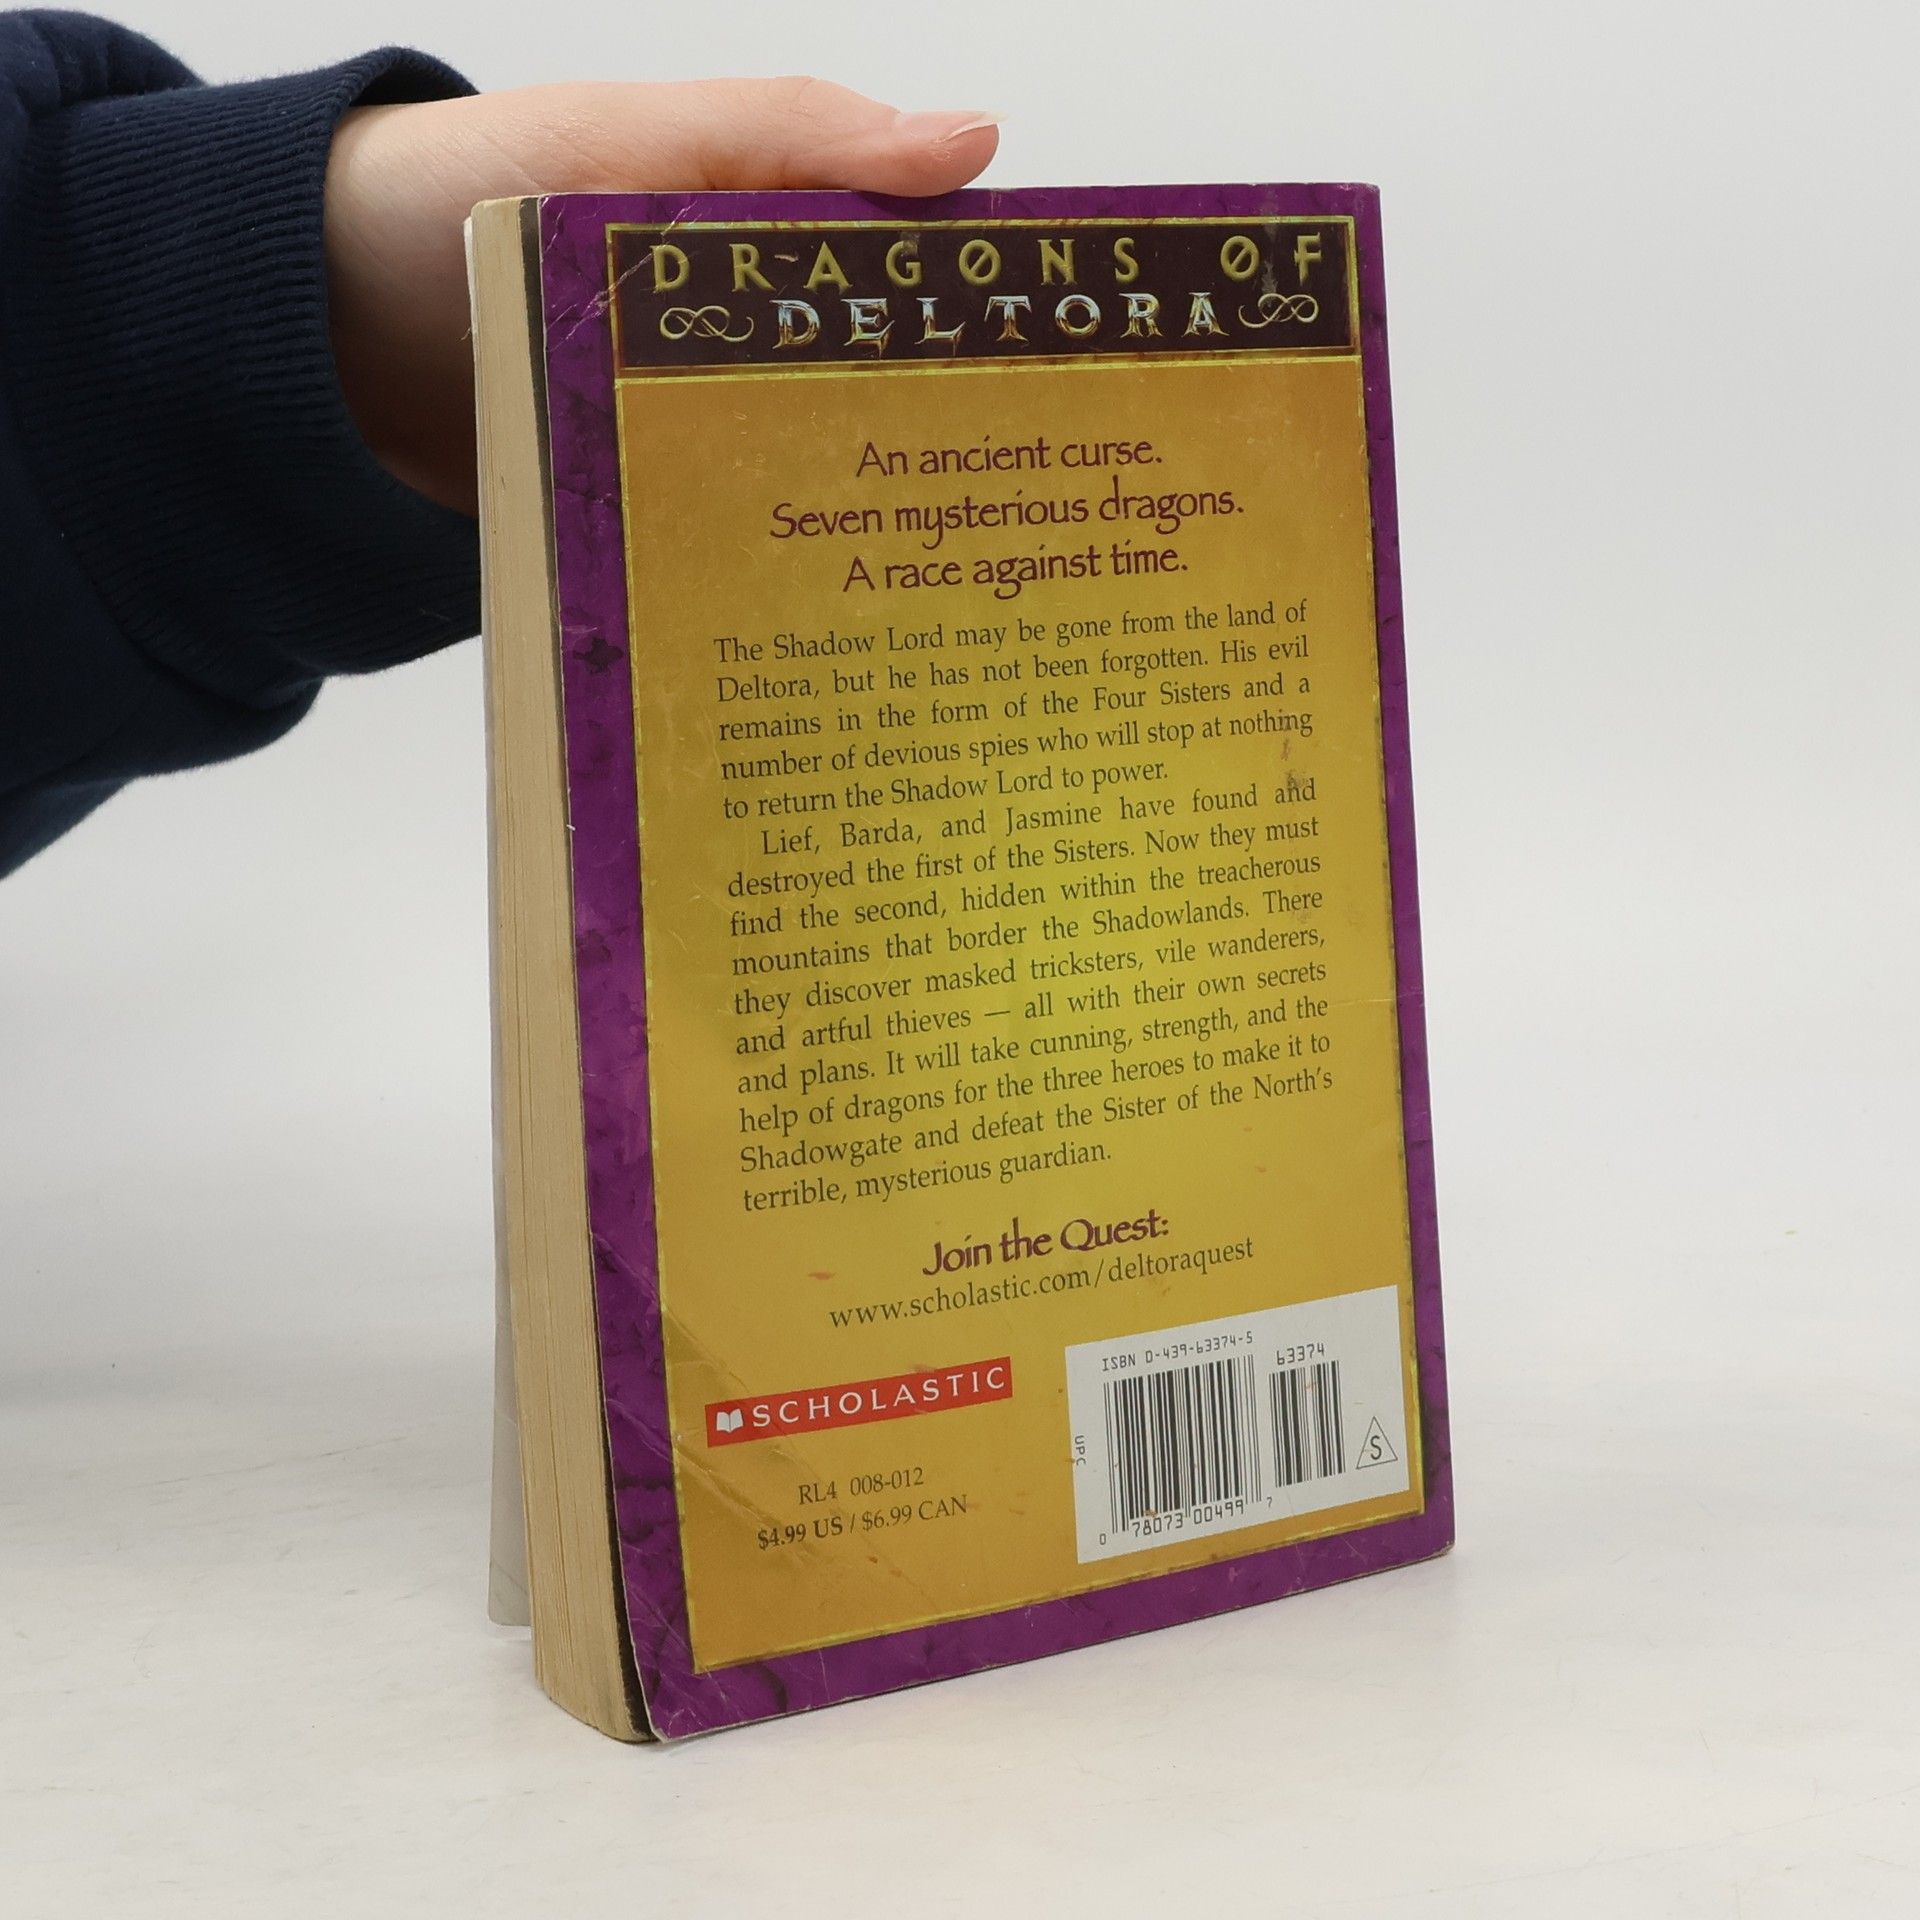 DRAGONS OF
DELTORA
An ancient curse.
Seven mysterious dragons.
A race against time.
The Shadow Lord may be gone from the land of
Deltora, but he has not been forgotten. His evil
remains in the form of the Four Sisters and a
number of devious spies who will stop at nothing
to return the Shadow Lord to power.
Lief, Barda, and Jasmine have found and
destroyed the first of the Sisters. Now they must
find the second, hidden within the treacherous
mountains that border the Shadowlands. There
they discover masked tricksters, vile wanderers,
and artful thieves — all with their own secrets
and plans. It will take cunning, strength, and the
help of dragons for the three heroes to make it to
Shadowgate and defeat the Sister of the North's
terrible, mysterious guardian.
Join the Quest:
www.scholastic.com/deltoraquest
SCHOLASTIC
RL4 008-012
$4.99 US / $6.99 CAN
ISBN 0-439-63374-5
63374
UPC
S
0 78073 00499 7